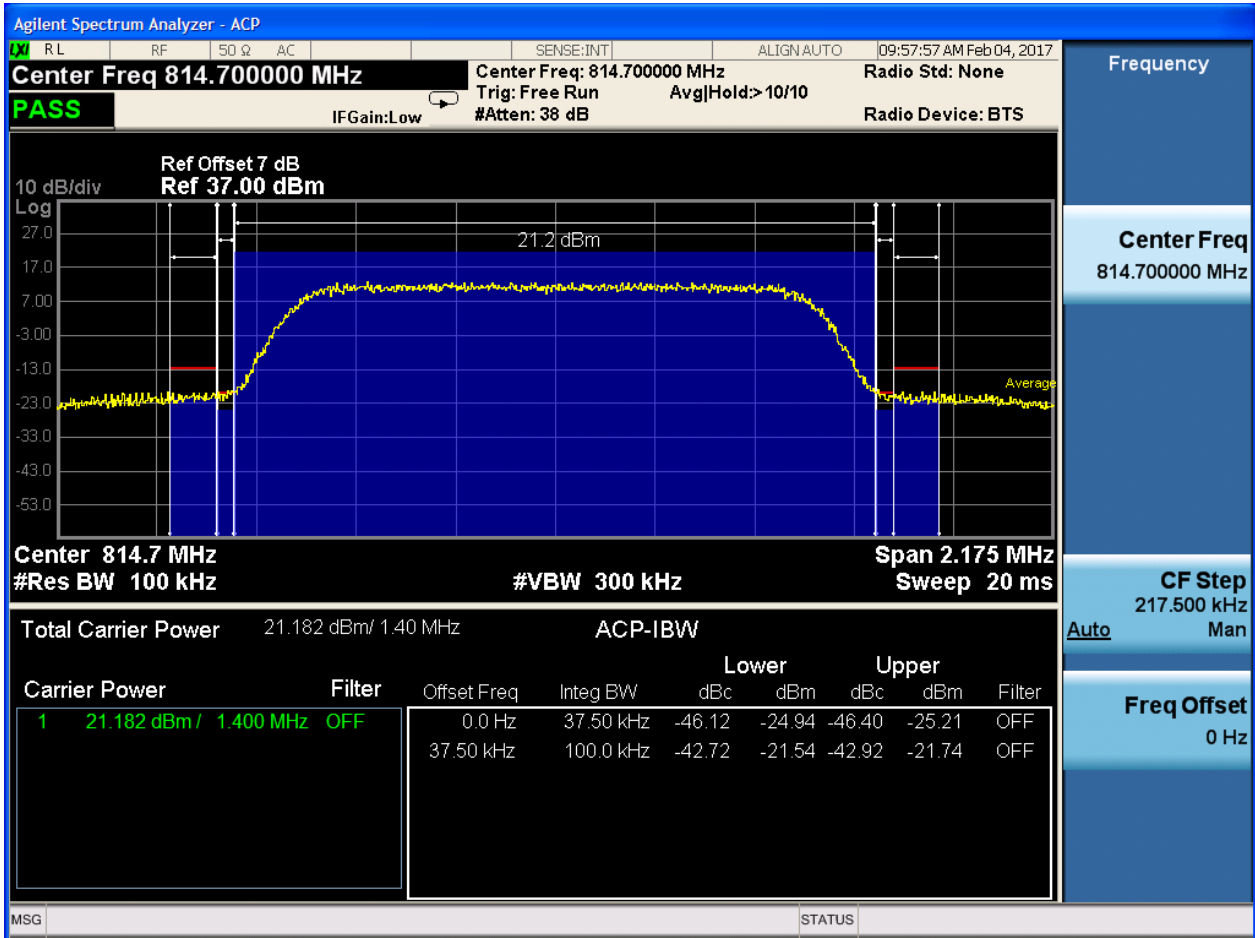 Agilent Spectrum Analyzer - ACP
LXI RL RF 50 Ω AC SENSE:INT ALIGN AUTO 09:57:57 AM Feb 04, 2017
Center Freq 814.700000 MHz
Center Freq: 814.700000 MHz
Radio Std: None
Trig: Free Run Avg|Hold:>10/10
PASS
IFGain:Low
#Atten: 38 dB
Radio Device: BTS
Ref Offset 7 dB
10 dB/div Ref 37.00 dBm
Log
27.0
21.2 dBm
17.0
7.00
-3.00
-13.0
Average
-23.0
-33.0
-43.0
-53.0
Center 814.7 MHz Span 2.175 MHz
#Res BW 100 kHz #VBW 300 kHz Sweep 20 ms
Total Carrier Power 21.182 dBm/ 1.40 MHz ACP-IBW
Lower Upper
Carrier Power Filter Offset Freq Integ BW dBc dBm dBc dBm Filter
1 21.182 dBm / 1.400 MHz OFF 0.0 Hz 37.50 kHz -46.12 -24.94 -46.40 -25.21 OFF
37.50 kHz 100.0 kHz -42.72 -21.54 -42.92 -21.74 OFF
Frequency
Center Freq
814.700000 MHz
CF Step
217.500 kHz
Auto Man
Freq Offset
0 Hz
MSG STATUS